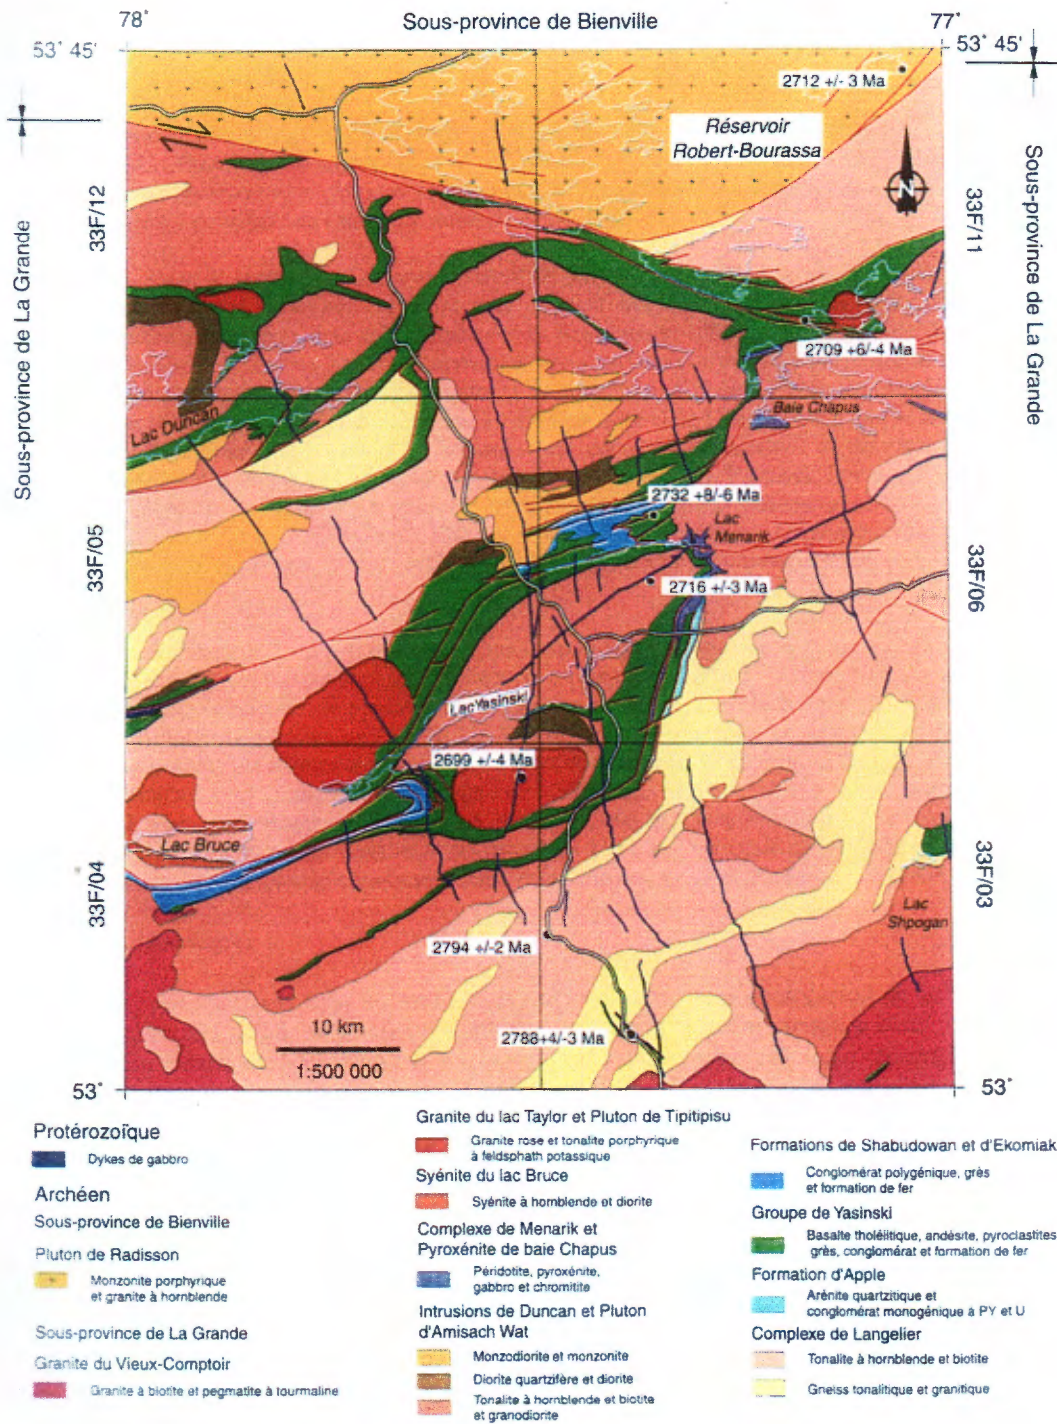 78°
Sous-province de Bienville
77°
53° 45'
53° 45'
2712 +/- 3 Ma
Réservoir
Robert-Bourassa
N
33F/12
33F/11
Sous-province de La Grande
Sous-province de La Grande
2709 +6/-4 Ma
Lac Duncan
Baie Chapus
2732 +8/-6 Ma
Lac
Menarik
33F/05
33F/06
2716 +/-3 Ma
Lac Yasinski
2699 +/-4 Ma
Lac Bruce
33F/04
33F/03
Lac
Shpogan
2794 +/-2 Ma
2788+4/-3 Ma
10 km
1:500 000
53°
53°
Protérozoïque
Dykes de gabbro
Archéen
Sous-province de Bienville
Pluton de Radisson
Monzonite porphyrique
et granite à hornblende
Sous-province de La Grande
Granite du Vieux-Comptoir
Granite à biotite et pegmatite à tourmaline
Granite du lac Taylor et Pluton de Tipitipisu
Granite rose et tonalite porphyrique
à feldsphath potassique
Syénite du lac Bruce
Syénite à hornblende et diorite
Complexe de Menarik et
Pyroxénite de baie Chapus
Péridotite, pyroxénite,
gabbro et chromitite
Intrusions de Duncan et Pluton
d'Amisach Wat
Monzodiorite et monzonite
Diorite quartzifère et diorite
Tonalite à hornblende et biotite
et granodiorite
Formations de Shabudowan et d'Ekomiak
Conglomérat polygénique, grès
et formation de fer
Groupe de Yasinski
Basalte tholéiitique, andésite, pyroclastites
grès, conglomérat et formation de fer
Formation d'Apple
Arénite quartzitique et
conglomérat monogénique à PY et U
Complexe de Langelier
Tonalite à hornblende et biotite
Gneiss tonalitique et granitique